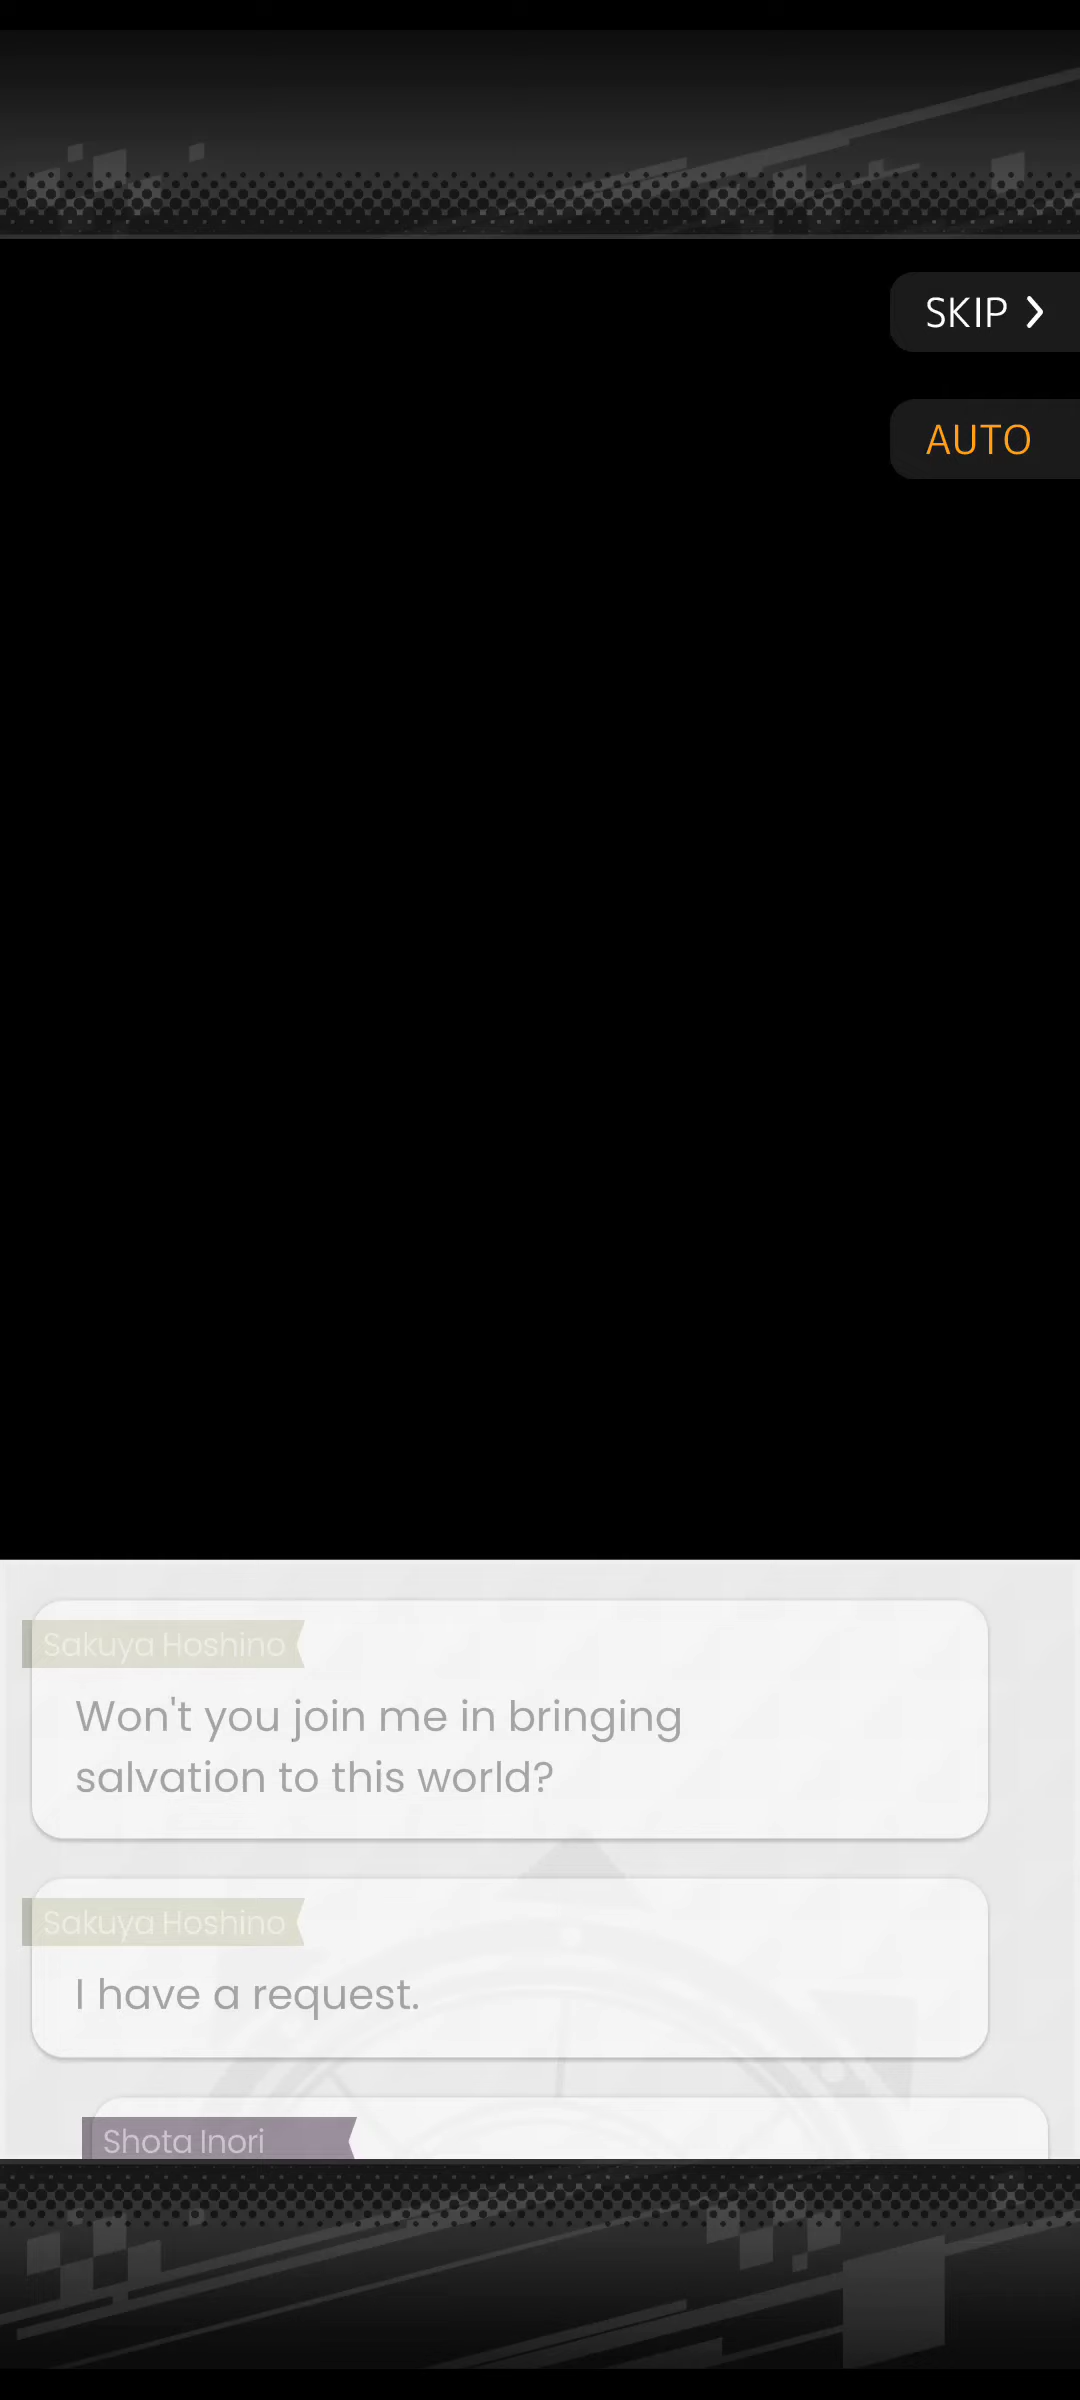 SKIP
AUTO
Sakuya Hoshino
Won't you join me in bringing
salvation to this world?
Sakuya Hoshino
I have a request.
Shota Inori